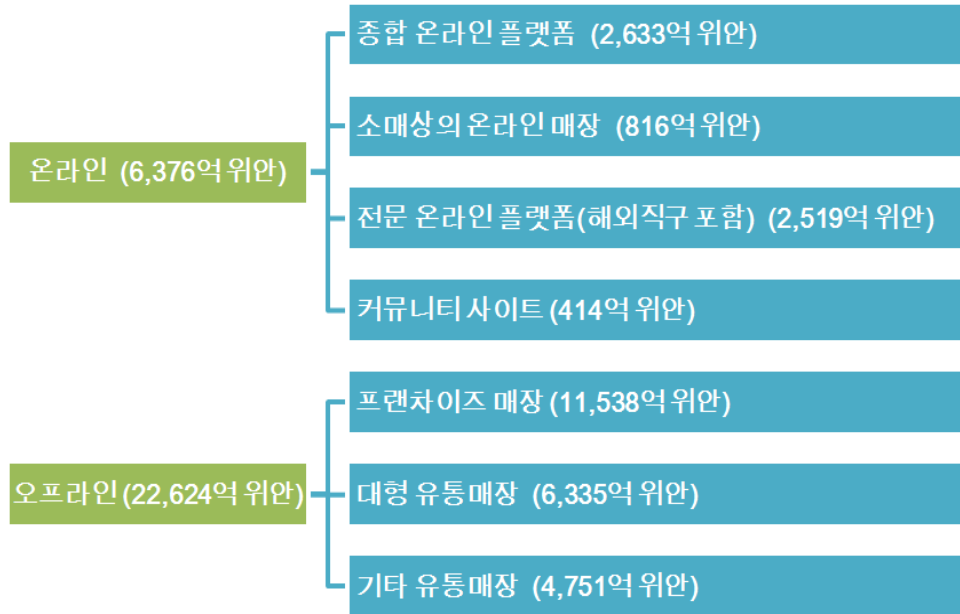 종합 온라인 플랫폼 (2,633억 위안)
소매상의 온라인 매장 (816억 위안)
온라인 (6,376억 위안)
전문 온라인 플랫폼(해외직구 포함) (2,519억 위안)
커뮤니티 사이트 (414억 위안)
프랜차이즈 매장 (11,538억 위안)
오프라인 (22,624억 위안)
대형 유통매장 (6,335억 위안)
기타 유통매장 (4,751억 위안)